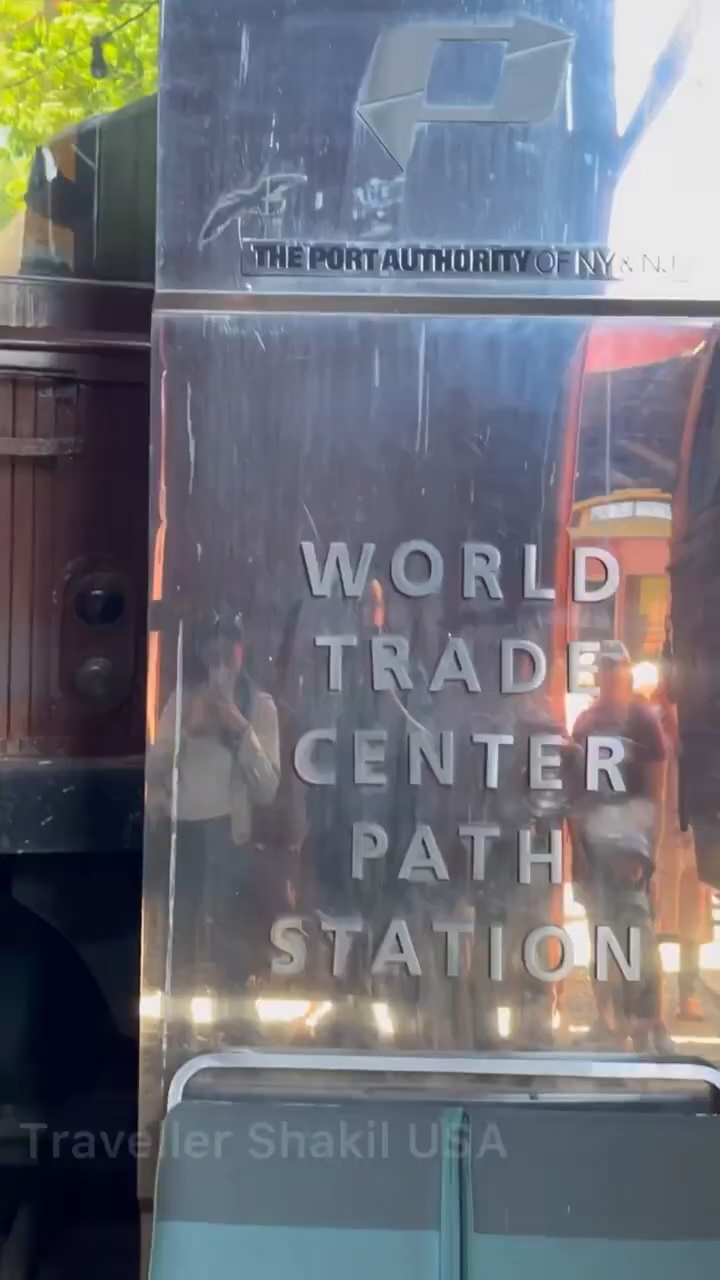 THE PORT AUTHORITY OF NY & NJ
WORLD
TRADE
CENTER
PATH
STATION
Traveller Shakil USA